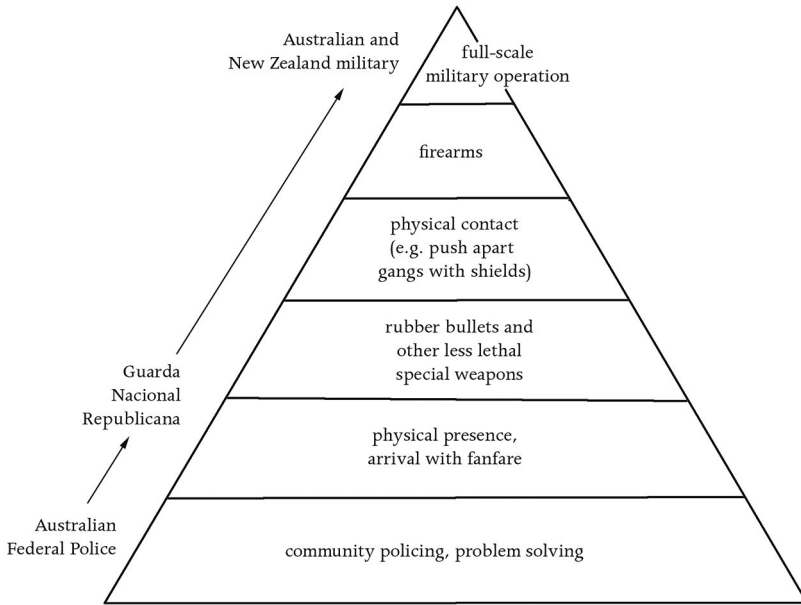 Australian and
New Zealand military
full-scale
military operation
firearms
physical contact
(e.g. push apart
gangs with shields)
rubber bullets and
other less lethal
special weapons
Guarda
Nacional
Republicana
physical presence,
arrival with fanfare
Australian
Federal Police
community policing, problem solving